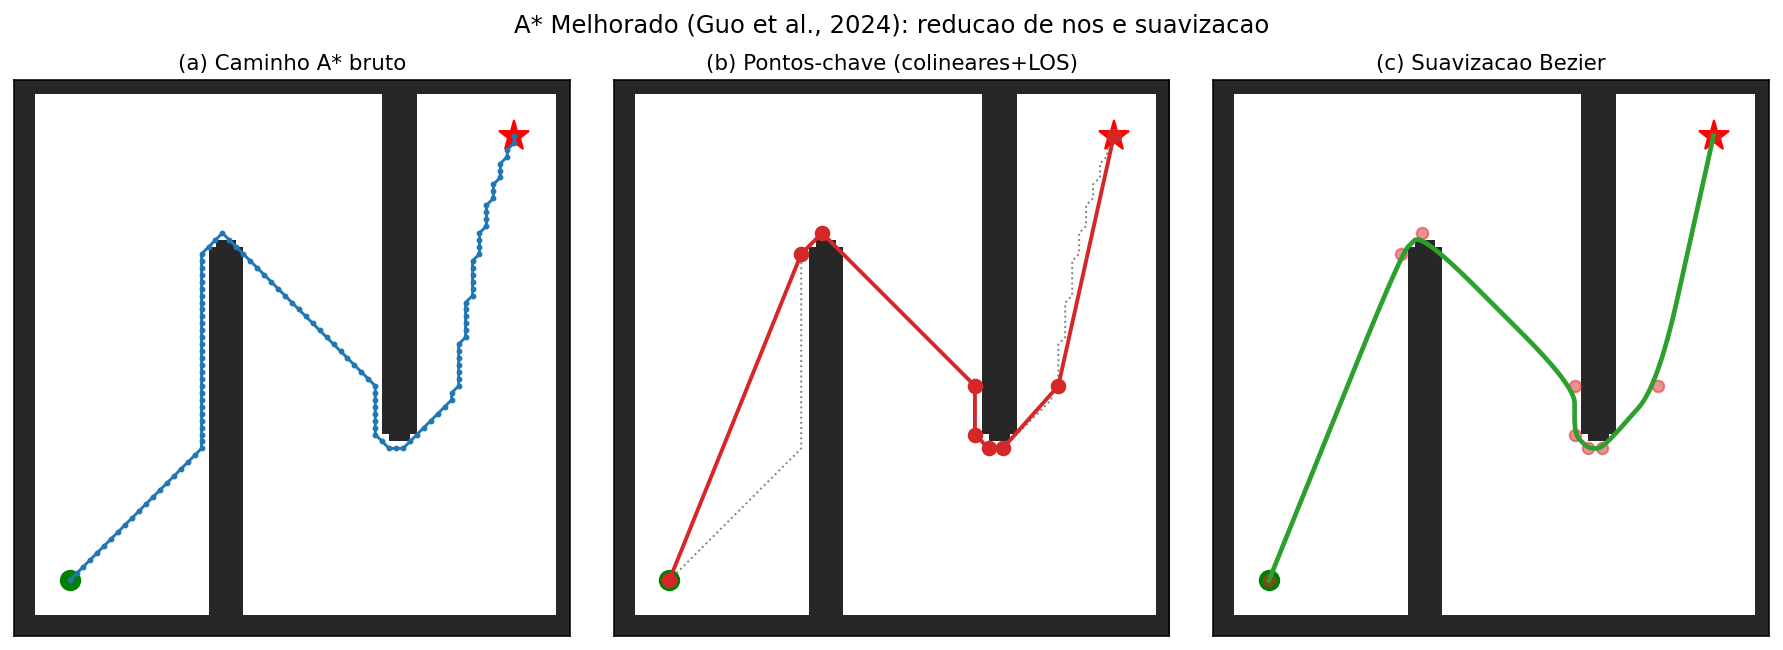 A* Melhorado (Guo et al., 2024): reducao de nos e suavizacao
(a) Caminho A* bruto
(b) Pontos-chave (colineares+LOS)
(c) Suavizacao Bezier